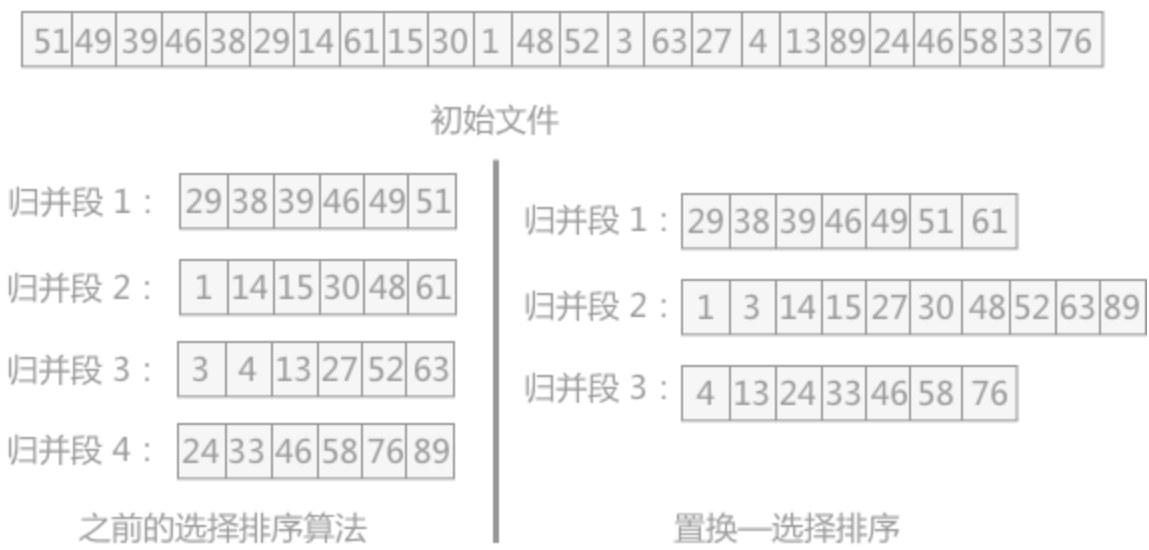 51 49 39 46 38 29 14 61 15 30 1 48 52 3 63 27 4 13 89 24 46 58 33 76
初始文件
归并段 1： 29 38 39 46 49 51
归并段 2： 1 14 15 30 48 61
归并段 3： 3 4 13 27 52 63
归并段 4： 24 33 46 58 76 89
之前的选择排序算法
归并段 1： 29 38 39 46 49 51 61
归并段 2： 1 3 14 15 27 30 48 52 63 89
归并段 3： 4 13 24 33 46 58 76
置换—选择排序